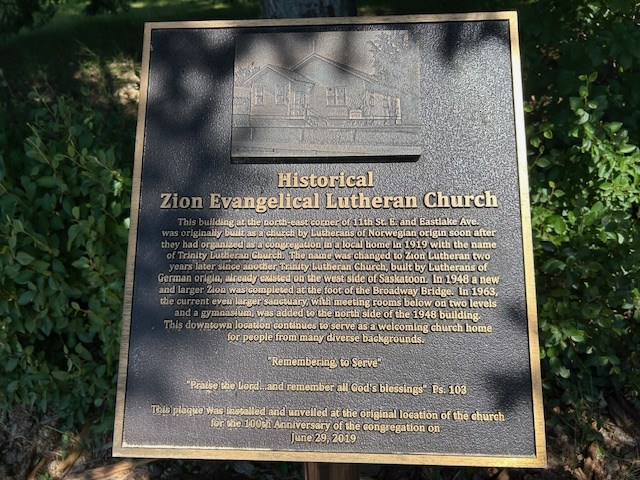 Historical
Zion Evangelical Lutheran Church
This building at the north-east corner of 11th St. E. and Eastlake Ave.
was originally built as a church by Lutherans of Norwegian origin soon after
they had organized as a congregation in a local home in 1919 with the name
of Trinity Lutheran Church. The name was changed to Zion Lutheran two
years later since another Trinity Lutheran Church, built by Lutherans of
German origin, already existed on the west side of Saskatoon. In 1948 a new
and larger Zion was completed at the foot of the Broadway Bridge. In 1963,
the current even larger sanctuary, with meeting rooms below on two levels
and a gymnasium, was added to the north side of the 1948 building.
This downtown location continues to serve as a welcoming church home
for people from many diverse backgrounds.
"Remembering, to Serve"
"Praise the Lord...and remember all God's blessings" Ps. 103
This plaque was installed and unveiled at the original location of the church
for the 100th Anniversary of the congregation on
June 29, 2019